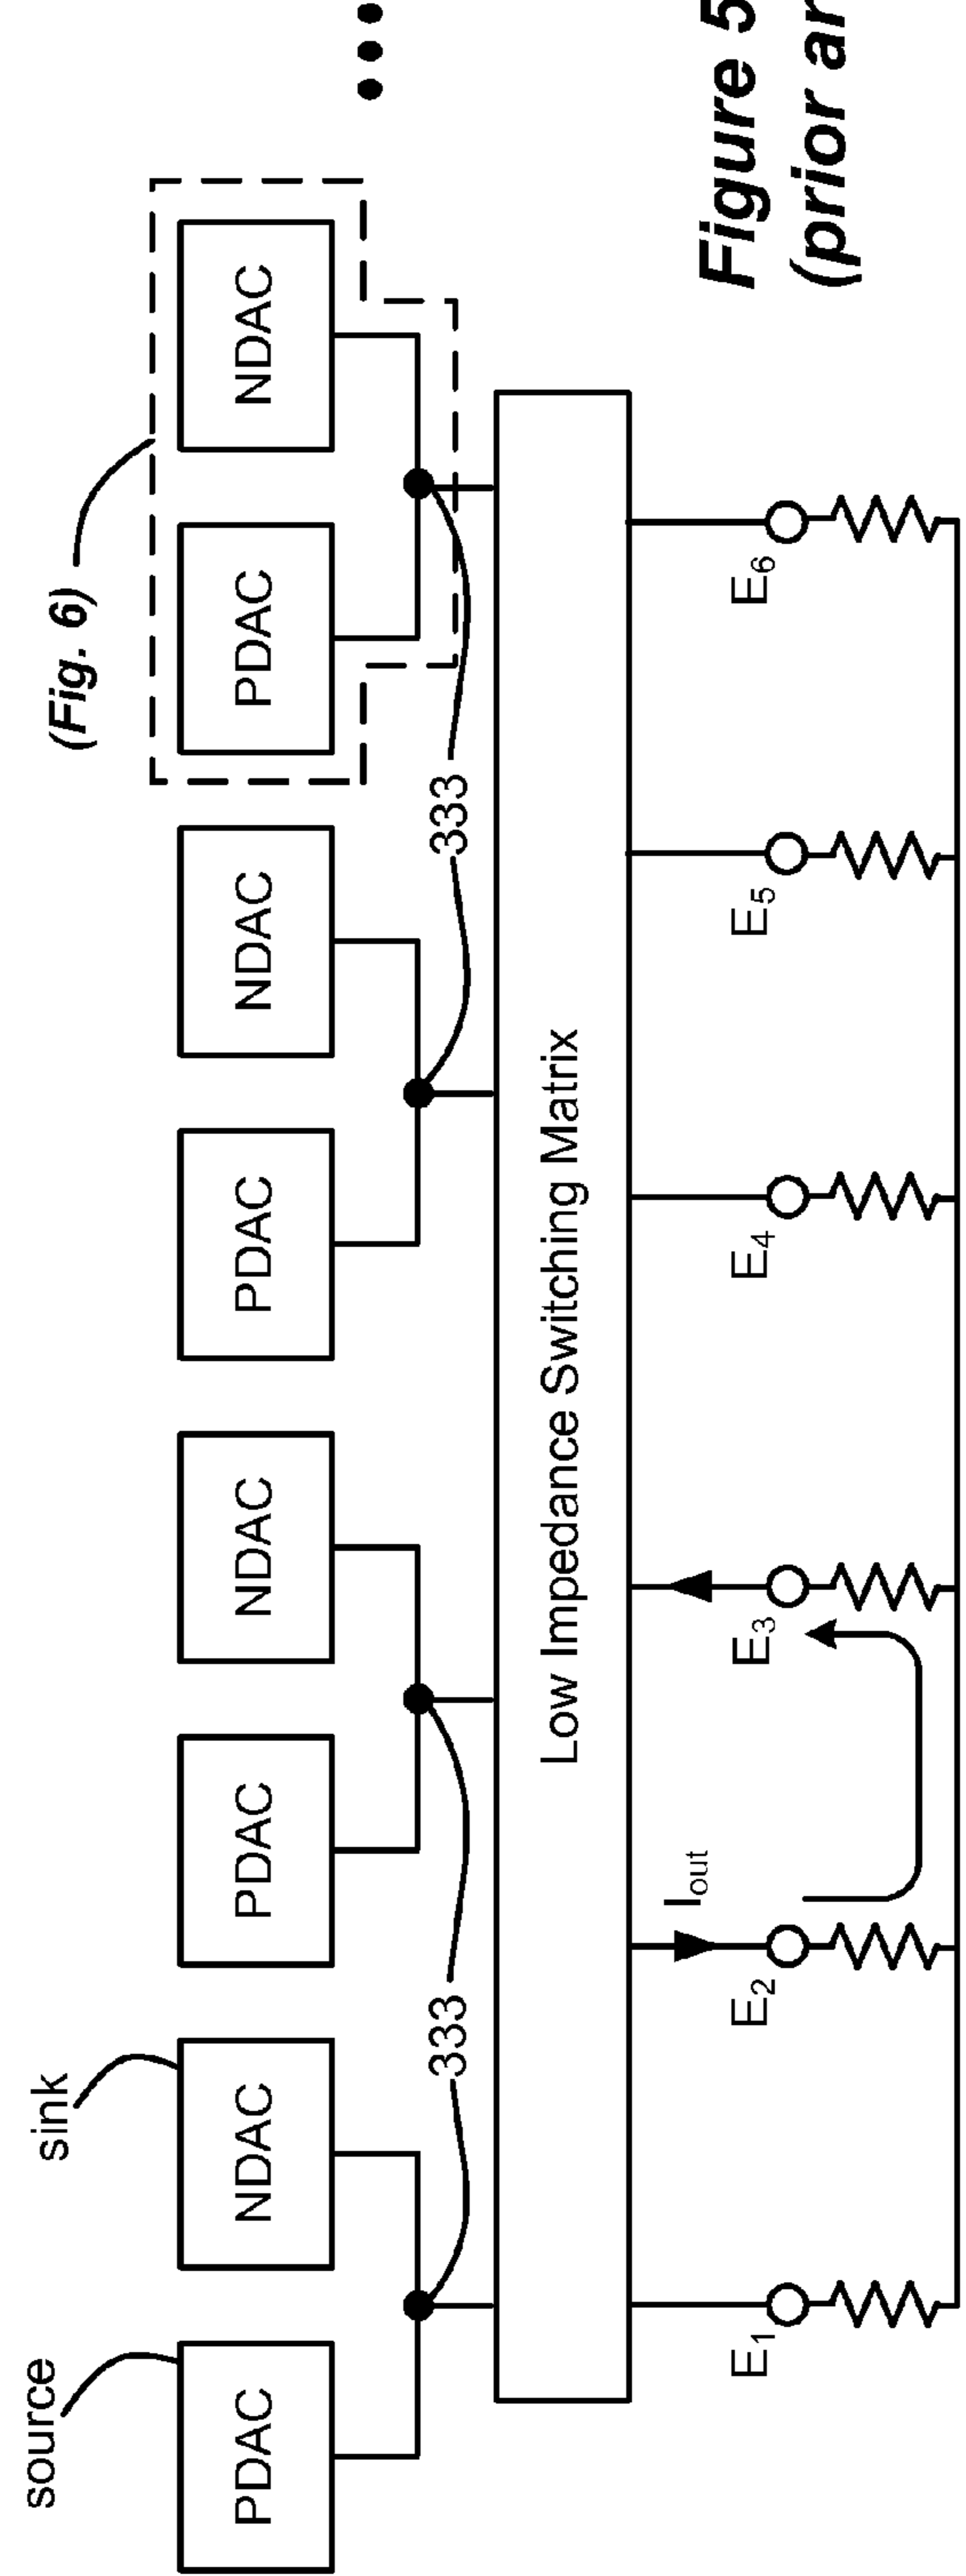 source
sink
(Fig. 6)
PDAC
NDAC
PDAC
NDAC
PDAC
NDAC
PDAC
NDAC
333
333
Low Impedance Switching Matrix
Iout
E1
E2
E3
E4
E5
E6
Figure 5
(prior ar